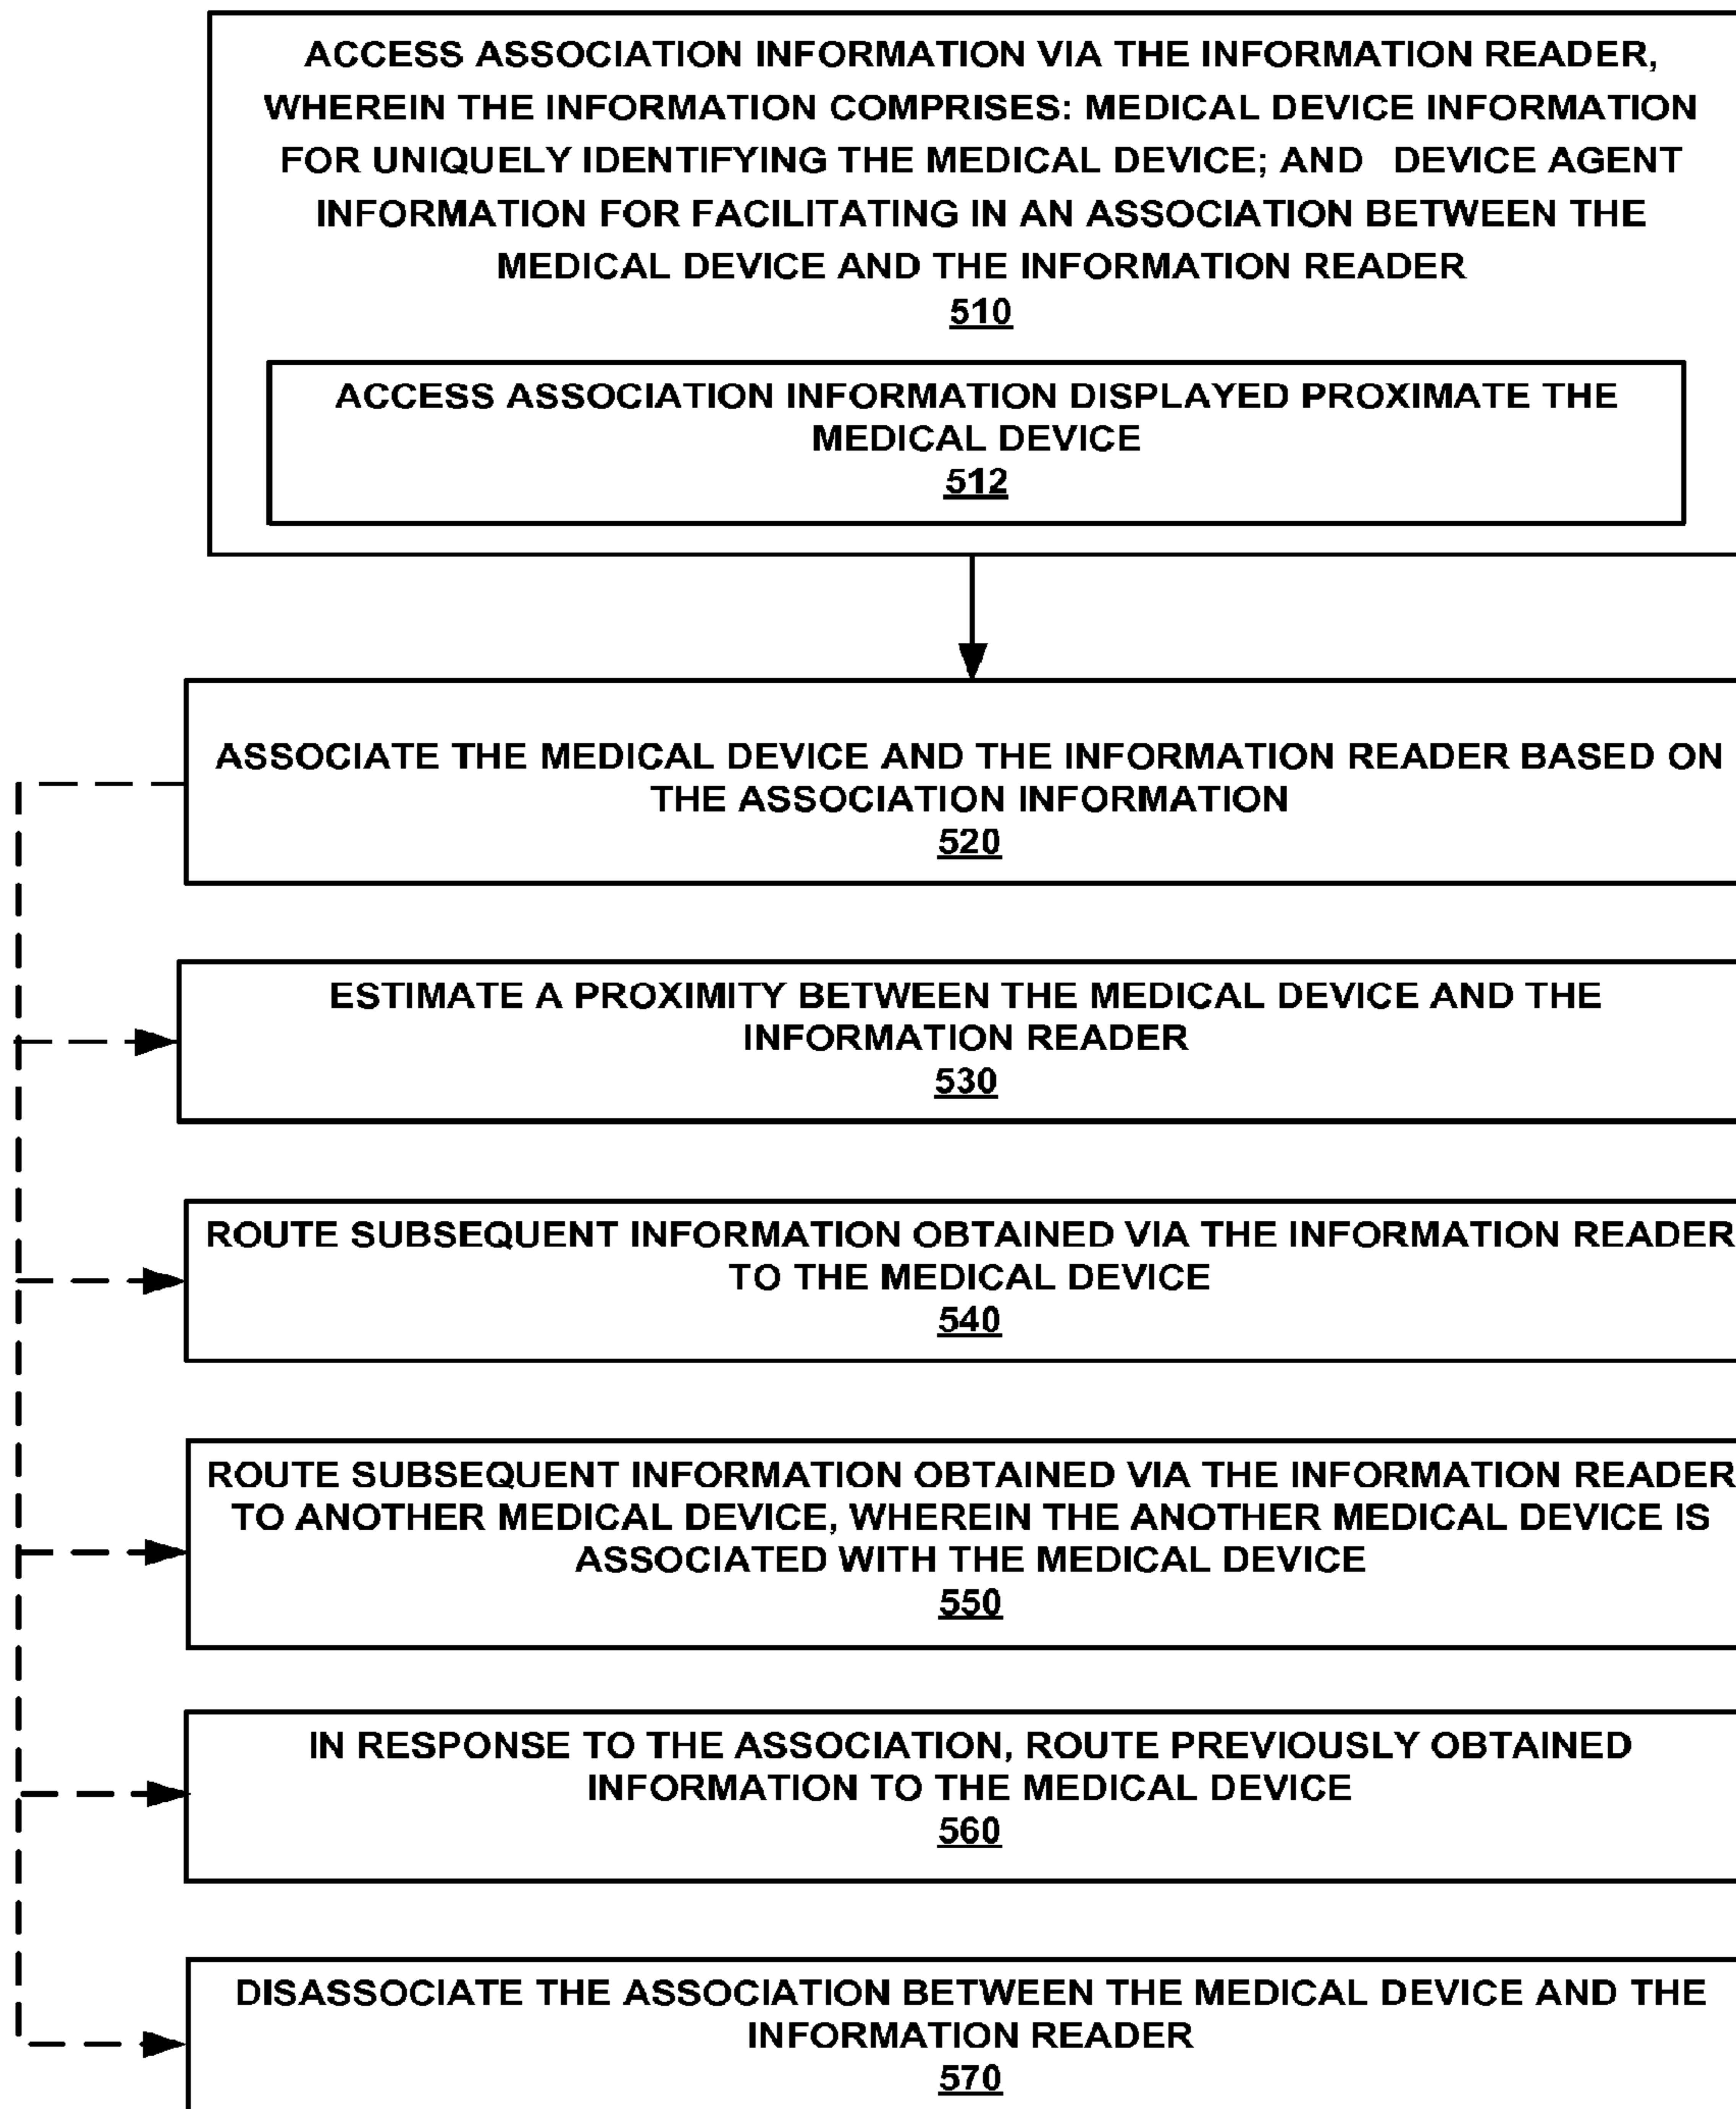 ACCESS ASSOCIATION INFORMATION VIA THE INFORMATION READER,
WHEREIN THE INFORMATION COMPRISES: MEDICAL DEVICE INFORMATION
FOR UNIQUELY IDENTIFYING THE MEDICAL DEVICE; AND DEVICE AGENT
INFORMATION FOR FACILITATING IN AN ASSOCIATION BETWEEN THE
MEDICAL DEVICE AND THE INFORMATION READER
510
ACCESS ASSOCIATION INFORMATION DISPLAYED PROXIMATE THE
MEDICAL DEVICE
512
ASSOCIATE THE MEDICAL DEVICE AND THE INFORMATION READER BASED ON
THE ASSOCIATION INFORMATION
520
ESTIMATE A PROXIMITY BETWEEN THE MEDICAL DEVICE AND THE
INFORMATION READER
530
ROUTE SUBSEQUENT INFORMATION OBTAINED VIA THE INFORMATION READER
TO THE MEDICAL DEVICE
540
ROUTE SUBSEQUENT INFORMATION OBTAINED VIA THE INFORMATION READER
TO ANOTHER MEDICAL DEVICE, WHEREIN THE ANOTHER MEDICAL DEVICE IS
ASSOCIATED WITH THE MEDICAL DEVICE
550
IN RESPONSE TO THE ASSOCIATION, ROUTE PREVIOUSLY OBTAINED
INFORMATION TO THE MEDICAL DEVICE
560
DISASSOCIATE THE ASSOCIATION BETWEEN THE MEDICAL DEVICE AND THE
INFORMATION READER
570